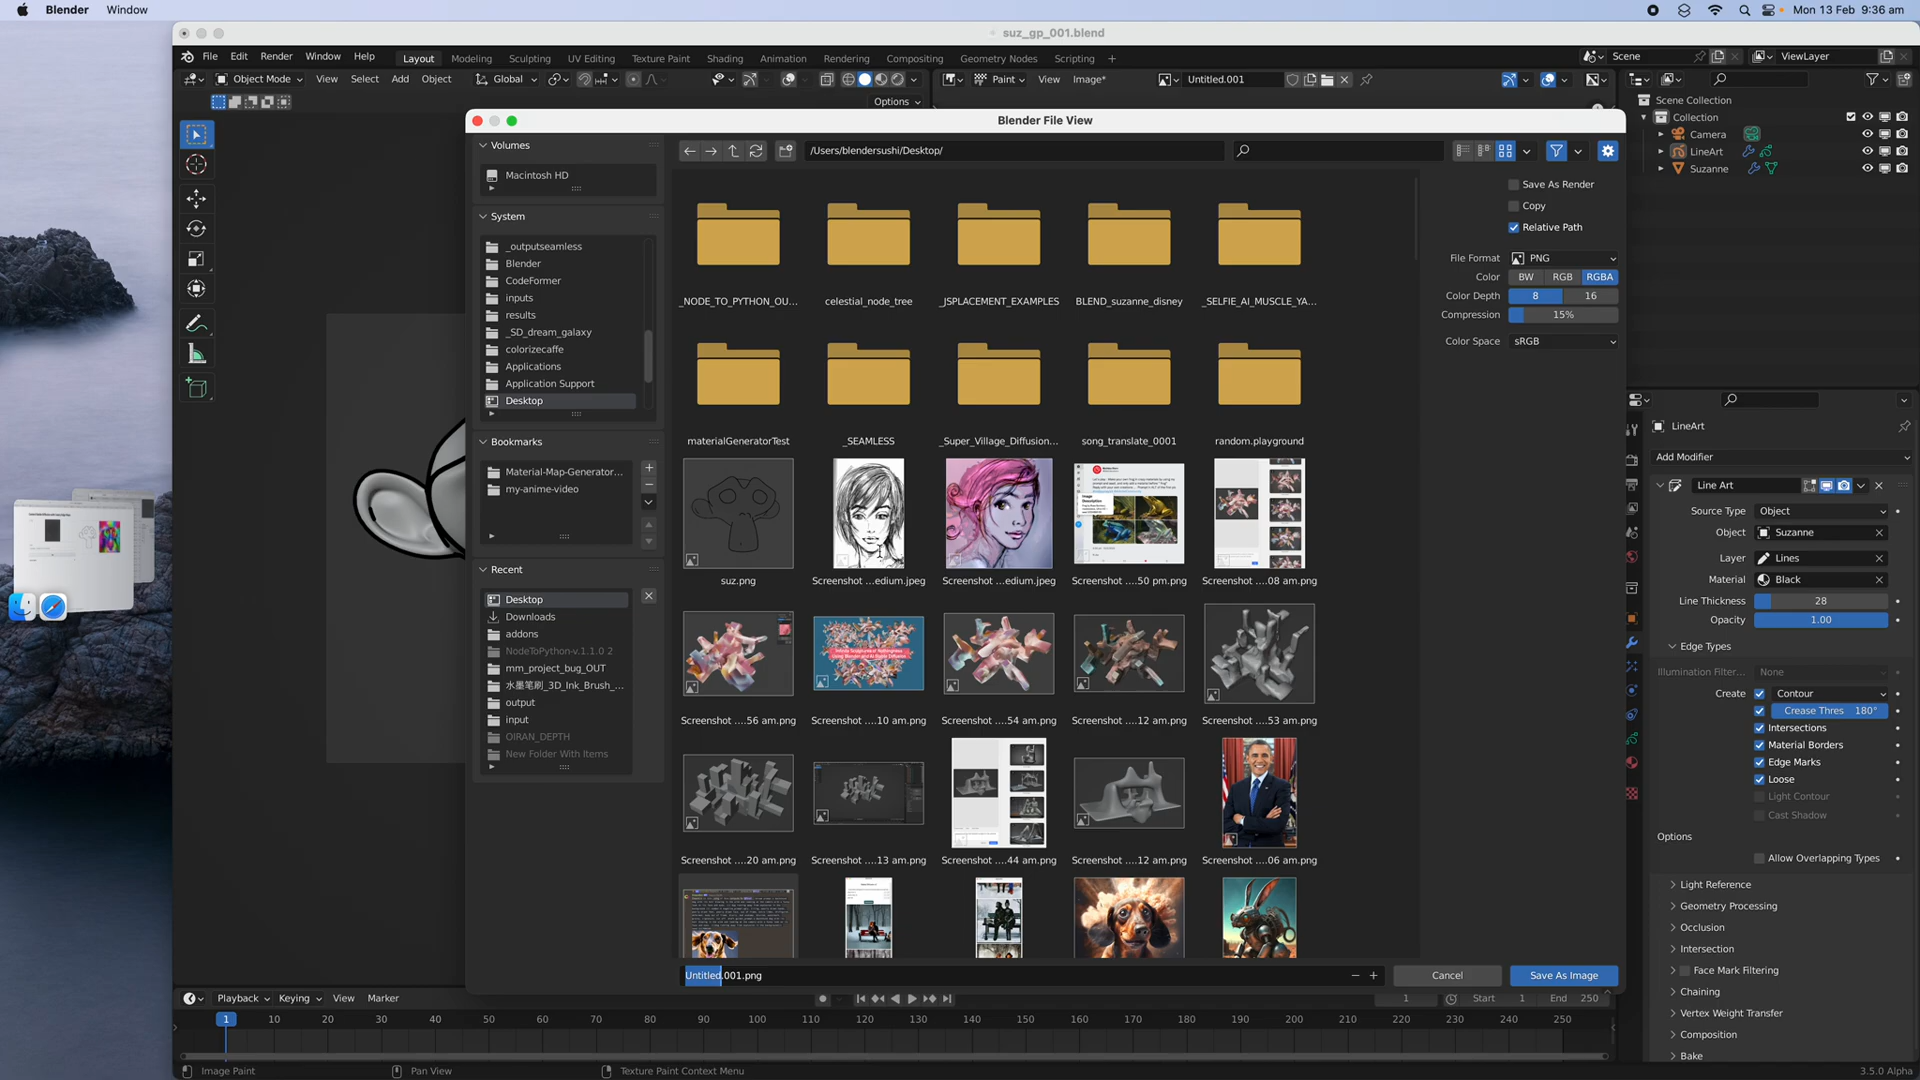 Blender Window
Mon 13 Feb 9:36 am
suz_gp_001.blend
File Edit Render Window Help Layout Modeling Sculpting UV Editing Texture Paint Shading Animation Rendering Compositing Geometry Nodes Scripting + Scene ViewLayer
Object Mode View Select Add Object Global Paint View Image* Untitled.001
Options
Scene Collection
Collection
Camera
LineArt
Suzanne
Blender File View
Volumes
Macintosh HD
System
_outputseamless
Blender
CodeFormer
inputs
results
_SD_dream_galaxy
colorizecaffe
Applications
Application Support
Desktop
Bookmarks
Material-Map-Generator...
my-anime-video
Recent
Desktop
Downloads
addons
NodeToPython-v.1.1.0 2
mm_project_bug_OUT
水墨笔刷_3D_Ink_Brush_...
output
input
OIRAN_DEPTH
New Folder With Items
/Users/blendersushi/Desktop/
_NODE_TO_PYTHON_OU... celestial_node_tree _JSPLACEMENT_EXAMPLES BLEND_suzanne_disney _SELFIE_AI_MUSCLE_YA...
materialGeneratorTest _SEAMLESS _Super_Village_Diffusion... song_translate_0001 random.playground
suz.png Screenshot ...edium.jpeg Screenshot ...edium.jpeg Screenshot ....50 pm.png Screenshot ....08 am.png
Screenshot ....56 am.png Screenshot ....10 am.png Screenshot ....54 am.png Screenshot ....12 am.png Screenshot ....53 am.png
Screenshot ....20 am.png Screenshot ....13 am.png Screenshot ....44 am.png Screenshot ....12 am.png Screenshot ....06 am.png
Untitled.001.png
Cancel Save As Image
Save As Render
Copy
Relative Path
File Format PNG
Color BW RGB RGBA
Color Depth 8 16
Compression 15%
Color Space sRGB
LineArt
Add Modifier
Line Art
Source Type Object
Object Suzanne
Layer Lines
Material Black
Line Thickness 28
Opacity 1.00
Edge Types
Illumination Filter... None
Create Contour
Crease Thres 180°
Intersections
Material Borders
Edge Marks
Loose
Light Contour
Cast Shadow
Options
Allow Overlapping Types
Light Reference
Geometry Processing
Occlusion
Intersection
Face Mark Filtering
Chaining
Vertex Weight Transfer
Composition
Bake
Playback Keying View Marker 1 Start 1 End 250
1 10 20 30 40 50 60 70 80 90 100 110 120 130 140 150 160 170 180 190 200 210 220 230 240 250
Image Paint Pan View Texture Paint Context Menu 3.5.0 Alpha